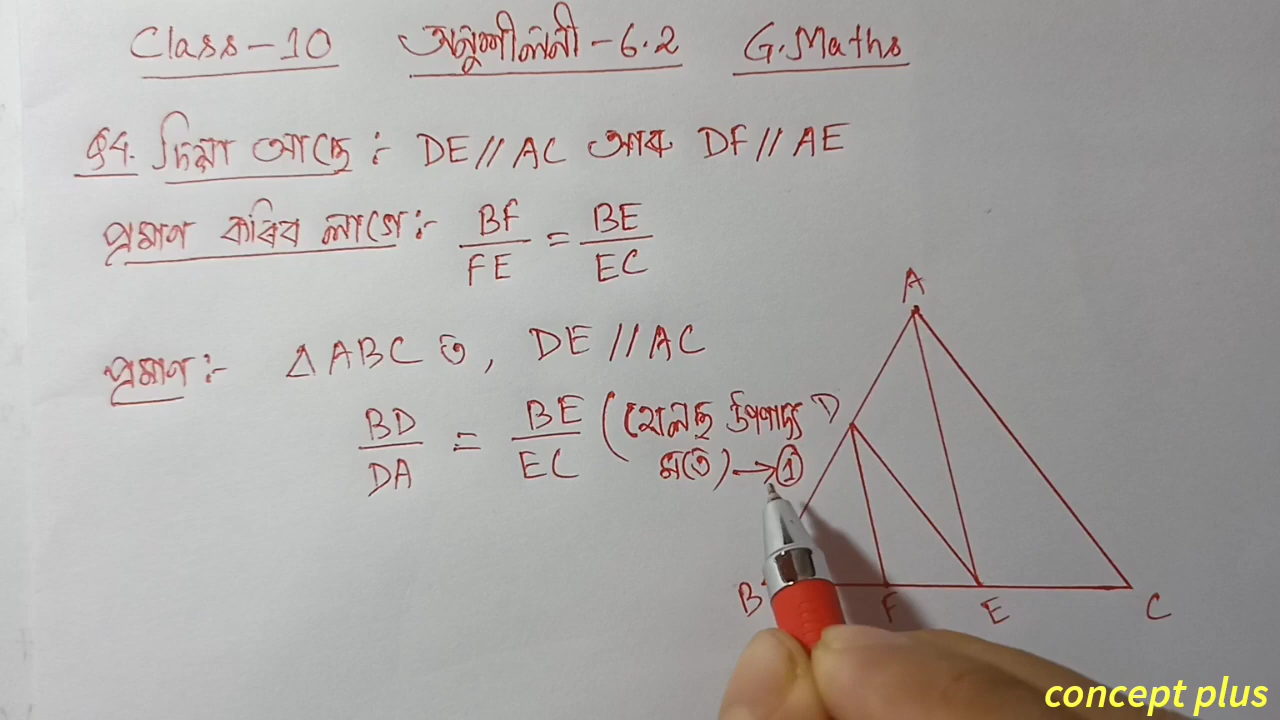 Class-10 অনুশীলনী-6.2 G.Maths
Q4. দিয়া আছে: DE//AC আৰু DF//AE
প্ৰমাণ কৰিব লাগে:- BF/FE = BE/EC
প্ৰমাণ:- △ABC ত, DE//AC
BD/DA = BE/EC (থেলছ উপপাদ্য
মতে) → ①
A
D
B F E C
concept plus